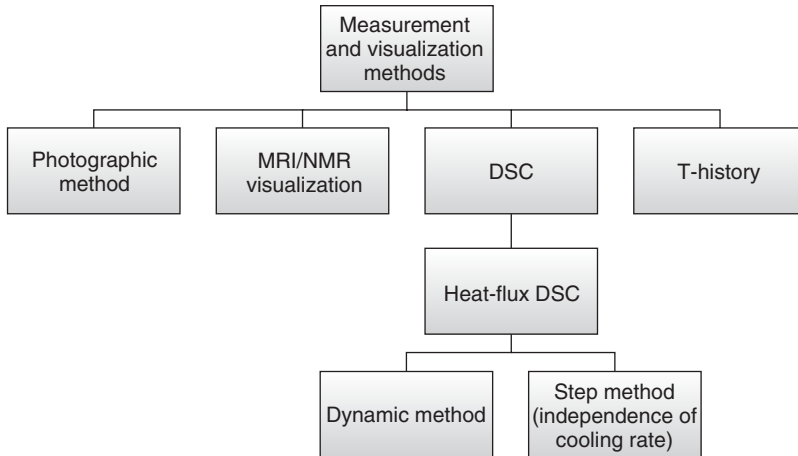 Measurement
and visualization
methods
Photographic
method
MRI/NMR
visualization
DSC
T-history
Heat-flux DSC
Dynamic method
Step method
(independence of
cooling rate)